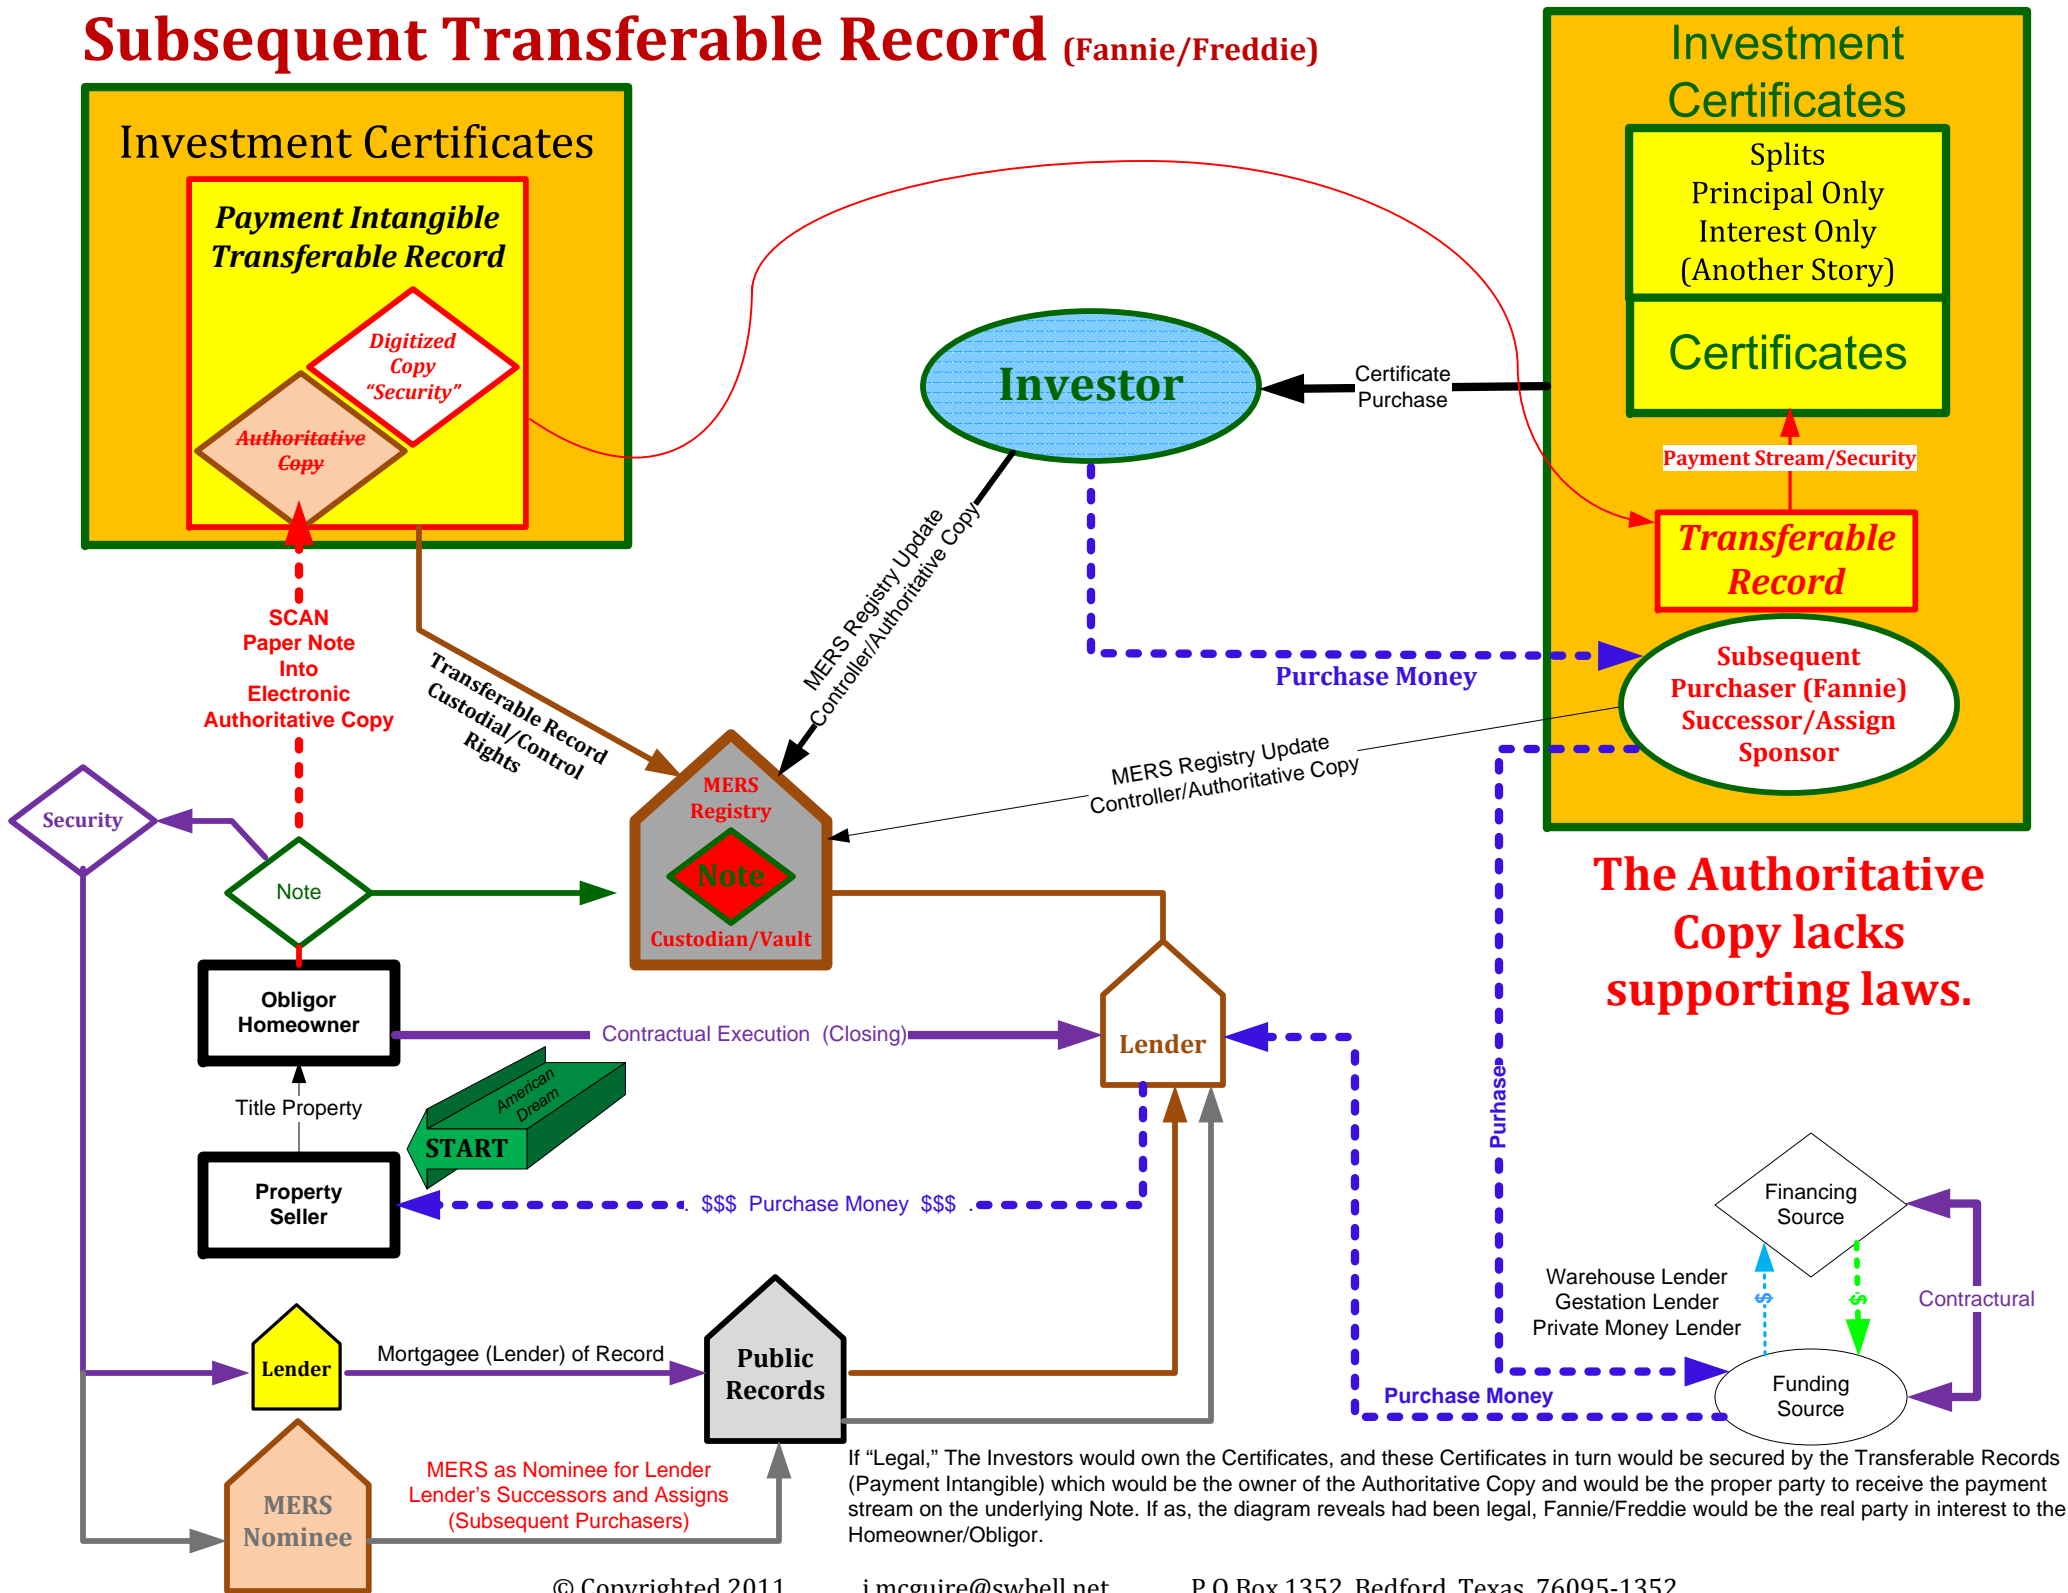 Subsequent Transferable Record (Fannie/Freddie)
Investment Certificates
Payment Intangible
Transferable Record
Digitized
Copy
“Security”
Authoritative
Copy
SCAN
Paper Note
Into
Electronic
Authoritative Copy
Transferable Record
Custodial/Control
Rights
Investor
MERS Registry Update
Controller/Authoritative Copy
Certificate
Purchase
Investment
Certificates
Splits
Principal Only
Interest Only
(Another Story)
Certificates
Payment Stream/Security
Transferable
Record
Subsequent
Purchaser (Fannie)
Successor/Assign
Sponsor
Purchase Money
MERS Registry Update
Controller/Authoritative Copy
MERS
Registry
Note
Custodian/Vault
Security
Note
Obligor
Homeowner
Contractual Execution (Closing)
Lender
The Authoritative
Copy lacks
supporting laws.
Title Property
American
Dream
START
Property
Seller
. $$$ Purchase Money $$$ .
Purhase
Financing
Source
Warehouse Lender
Gestation Lender
Private Money Lender
$
$
Contractural
Funding
Source
Purchase Money
Lender
Mortgagee (Lender) of Record
Public
Records
MERS
Nominee
MERS as Nominee for Lender
Lender’s Successors and Assigns
(Subsequent Purchasers)
If “Legal,” The Investors would own the Certificates, and these Certificates in turn would be secured by the Transferable Records
(Payment Intangible) which would be the owner of the Authoritative Copy and would be the proper party to receive the payment
stream on the underlying Note. If as, the diagram reveals had been legal, Fannie/Freddie would be the real party in interest to the
Homeowner/Obligor.
© Copyrighted 2011 j.mcguire@swbell.net P.O Box 1352 Bedford, Texas 76095-1352